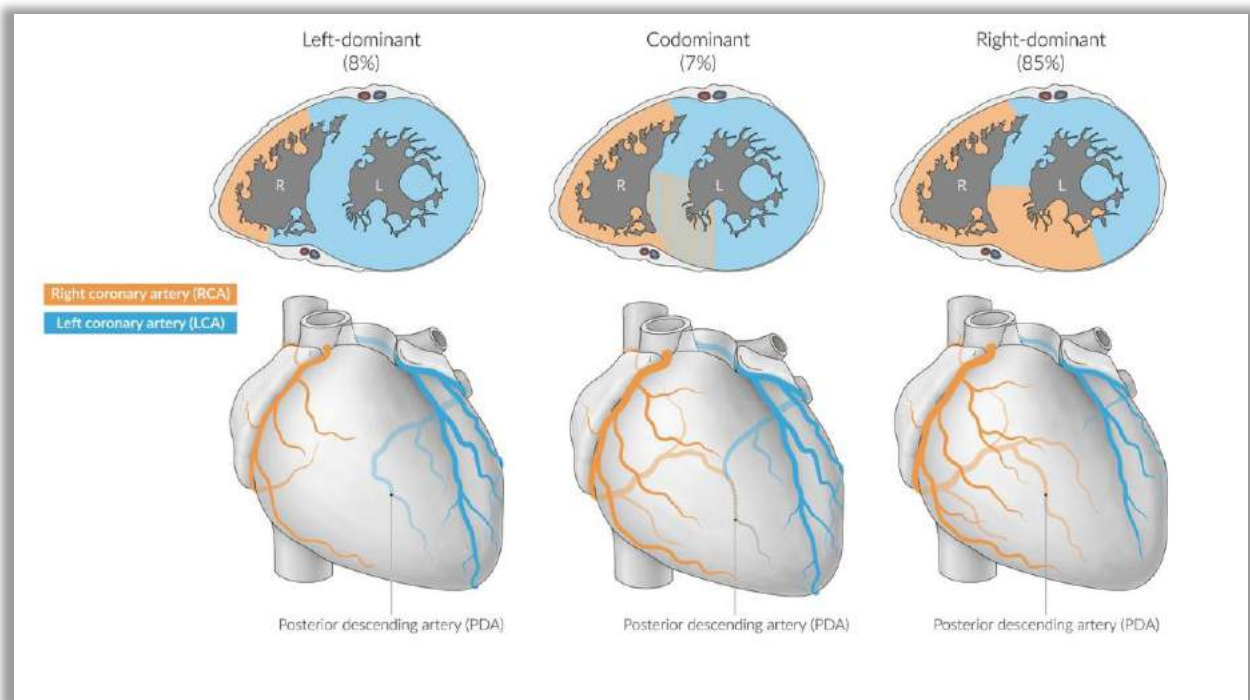 Left-dominant
(8%)
Codominant
(7%)
Right-dominant
(85%)
R
L
R
L
R
L
Right coronary artery (RCA)
Left coronary artery (LCA)
Posterior descending artery (PDA)
Posterior descending artery (PDA)
Posterior descending artery (PDA)